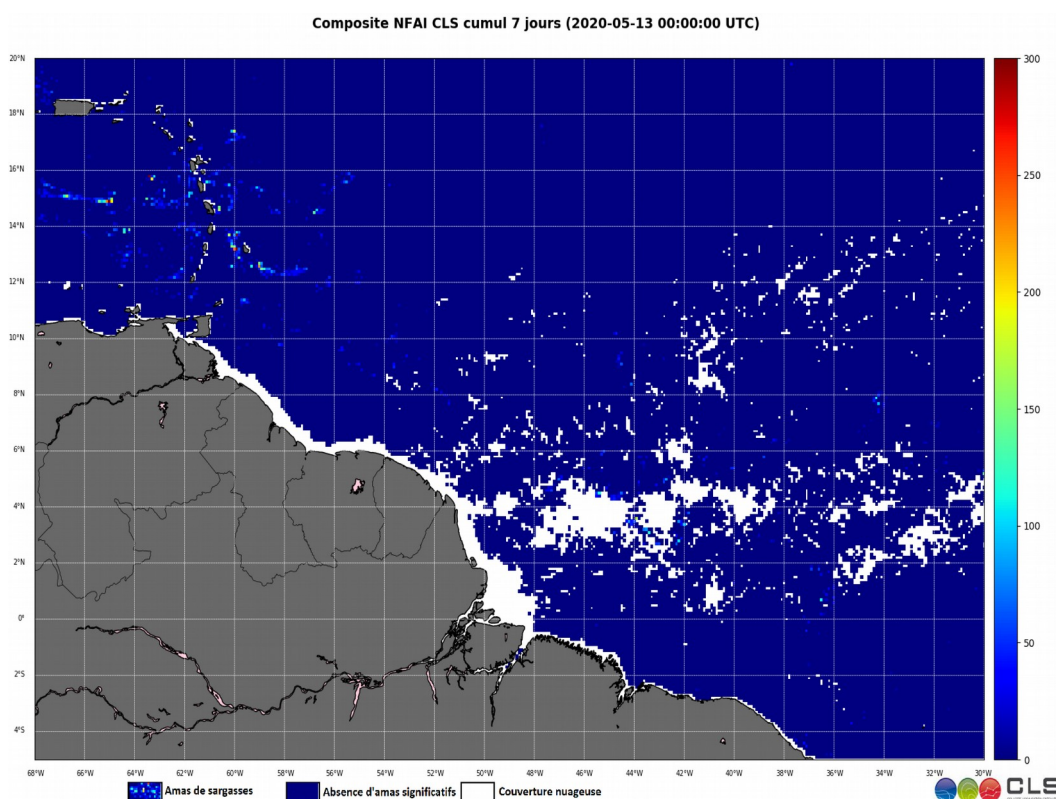 Composite NFAI CLS cumul 7 jours (2020-05-13 00:00:00 UTC)
20°N
18°N
16°N
14°N
12°N
10°N
8°N
6°N
4°N
2°N
0°
2°S
4°S
68°W 66°W 64°W 62°W 60°W 58°W 56°W 54°W 52°W 50°W 48°W 46°W 44°W 42°W 40°W 38°W 36°W 34°W 32°W 30°W
300
250
200
150
100
50
0
Amas de sargasses Absence d'amas significatifs Couverture nuageuse
CLS